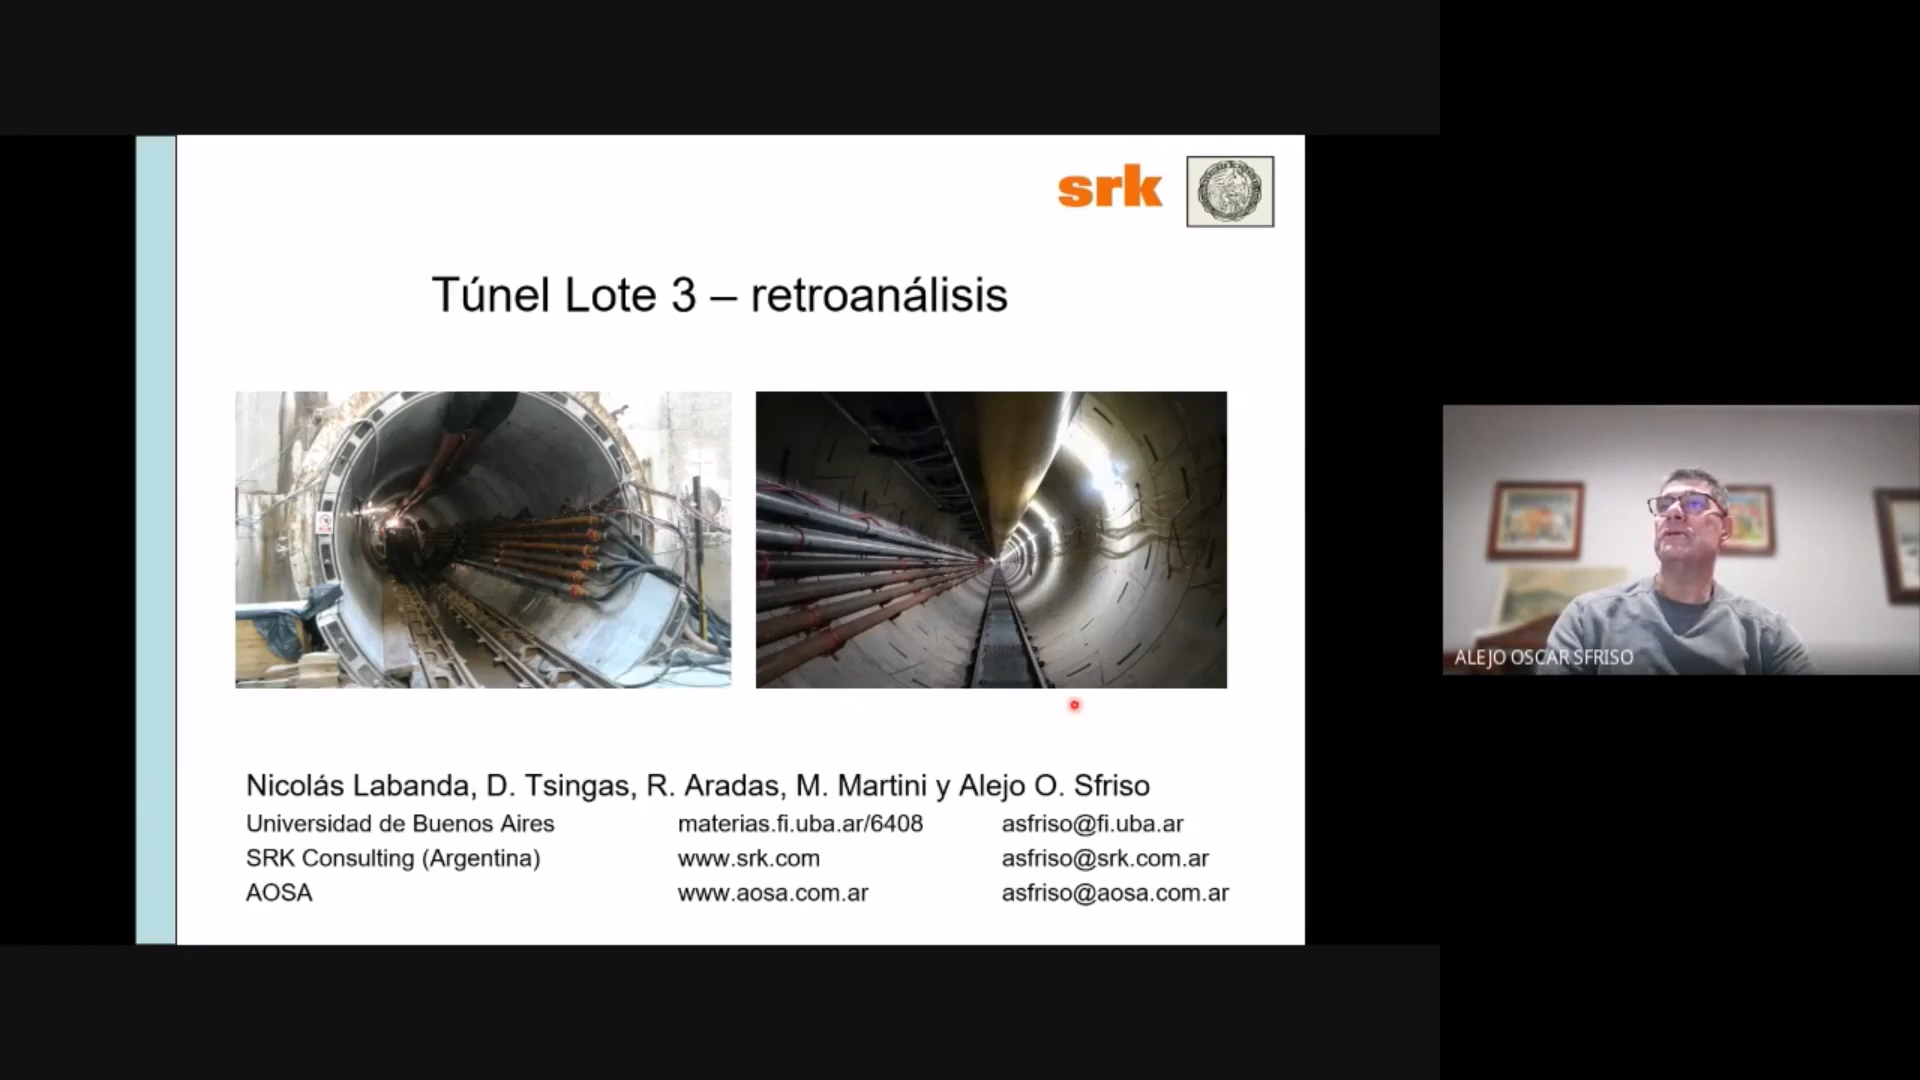 srk
Túnel Lote 3 – retroanálisis
Nicolás Labanda, D. Tsingas, R. Aradas, M. Martini y Alejo O. Sfriso
Universidad de Buenos Aires materias.fi.uba.ar/6408 asfriso@fi.uba.ar
SRK Consulting (Argentina) www.srk.com asfriso@srk.com.ar
AOSA www.aosa.com.ar asfriso@aosa.com.ar
ALEJO OSCAR SFRISO